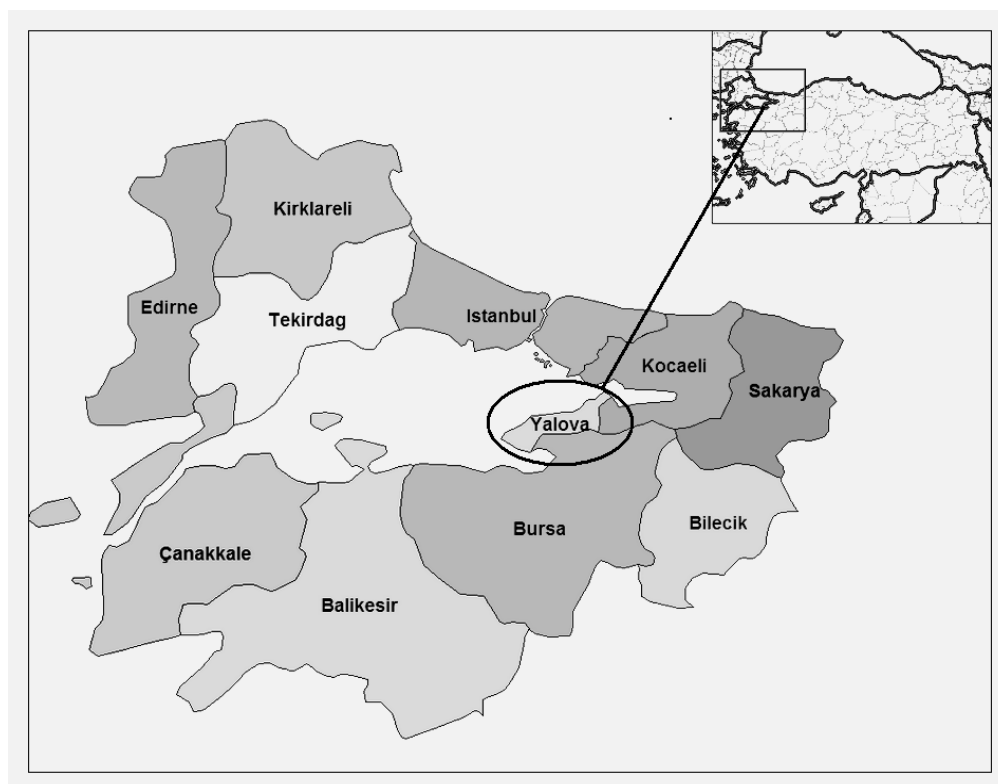 Kirklareli
Edirne
Tekirdag
Istanbul
Kocaeli
Sakarya
Yalova
Bursa
Bilecik
Çanakkale
Balikesir